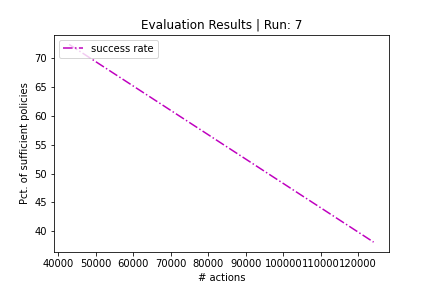 Evaluation Results | Run: 7
success rate
Pct. of sufficient policies
70
65
60
55
50
45
40
40000 50000 60000 70000 80000 90000 100000 110000 120000
# actions